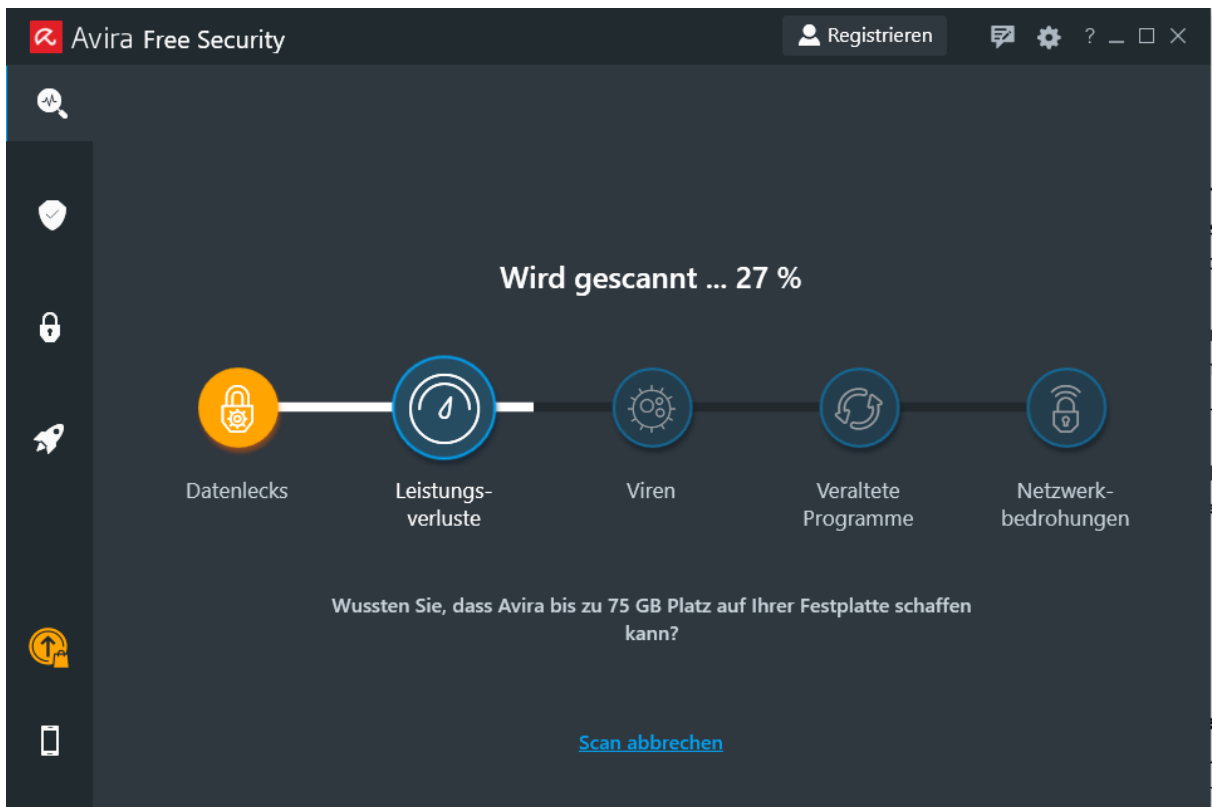 Avira Free Security
Registrieren
?
Wird gescannt ... 27 %
Datenlecks
Leistungs-
verluste
Viren
Veraltete
Programme
Netzwerk-
bedrohungen
Wussten Sie, dass Avira bis zu 75 GB Platz auf Ihrer Festplatte schaffen
kann?
Scan abbrechen